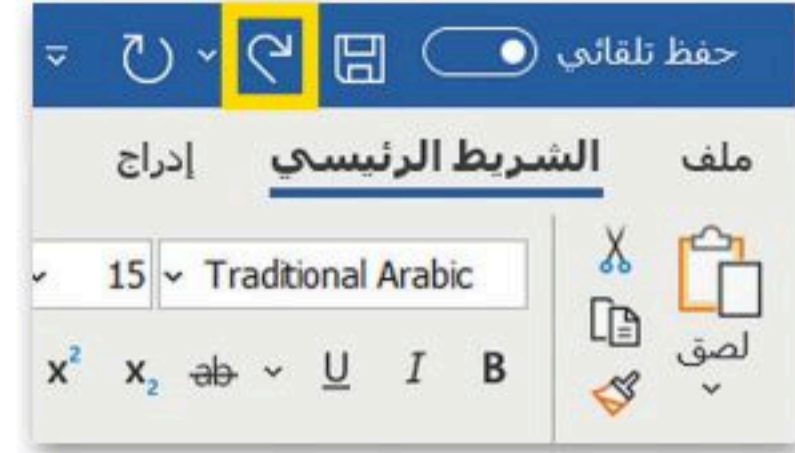 حفظ تلقائي
ملف الشريط الرئيسي إدراج
Traditional Arabic 15
لصق
B I U ab x₂ x²